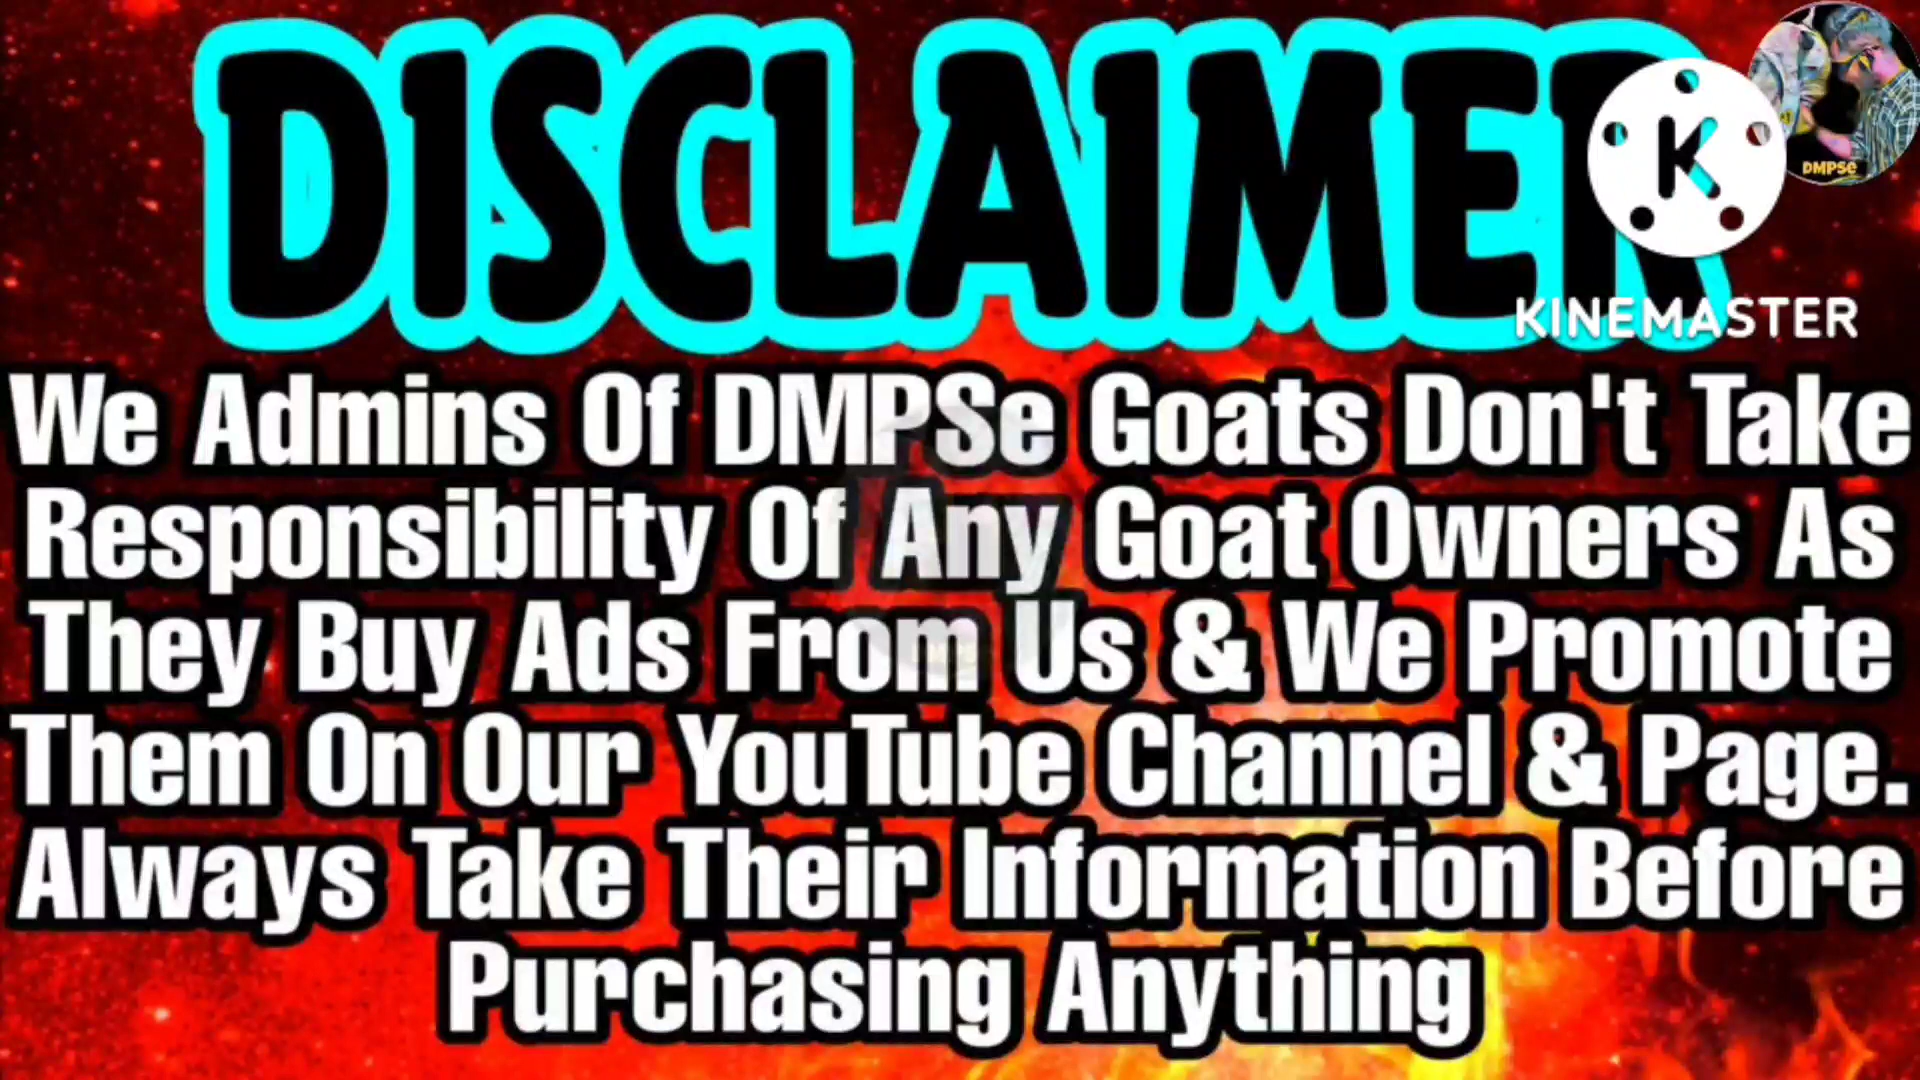 DISCLAIMER
DMPSe
K
KINEMASTER
We Admins Of DMPSe Goats Don't Take
Responsibility Of Any Goat Owners As
They Buy Ads From Us & We Promote
Them On Our YouTube Channel & Page.
Always Take Their Information Before
Purchasing Anything